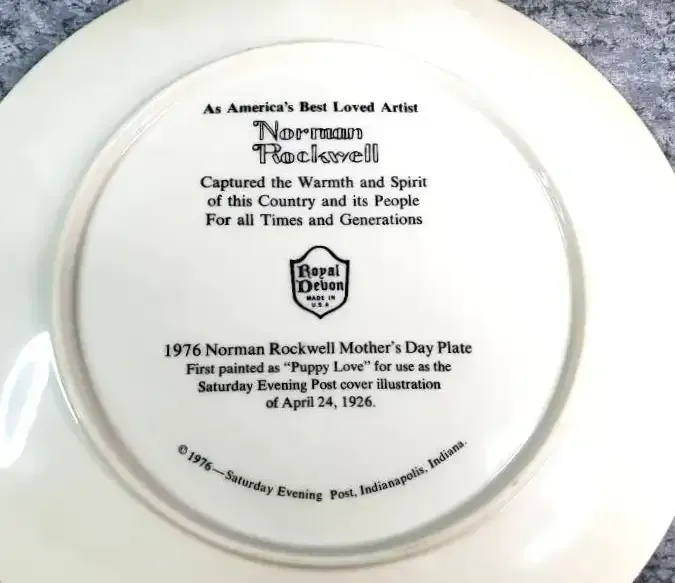 As America's Best Loved Artist
Norman
Rockwell
Captured the Warmth and Spirit
of this Country and its People
For all Times and Generations
Royal
Devon
MADE IN
U.S.A
1976 Norman Rockwell Mother's Day Plate
First painted as "Puppy Love" for use as the
Saturday Evening Post cover illustration
of April 24, 1926.
© 1976—Saturday Evening Post, Indianapolis, Indiana.